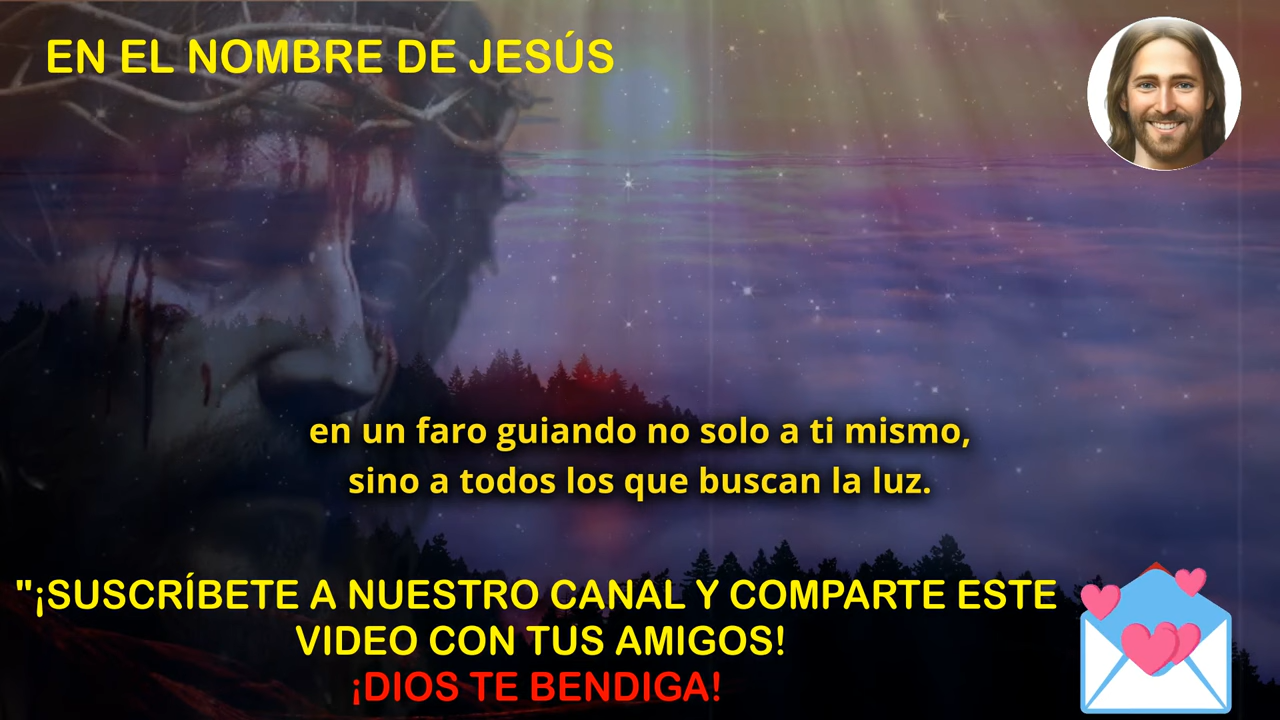 EN EL NOMBRE DE JESÚS
en un faro guiando no solo a ti mismo,
sino a todos los que buscan la luz.
"¡SUSCRÍBETE A NUESTRO CANAL Y COMPARTE ESTE
VIDEO CON TUS AMIGOS!
¡DIOS TE BENDIGA!